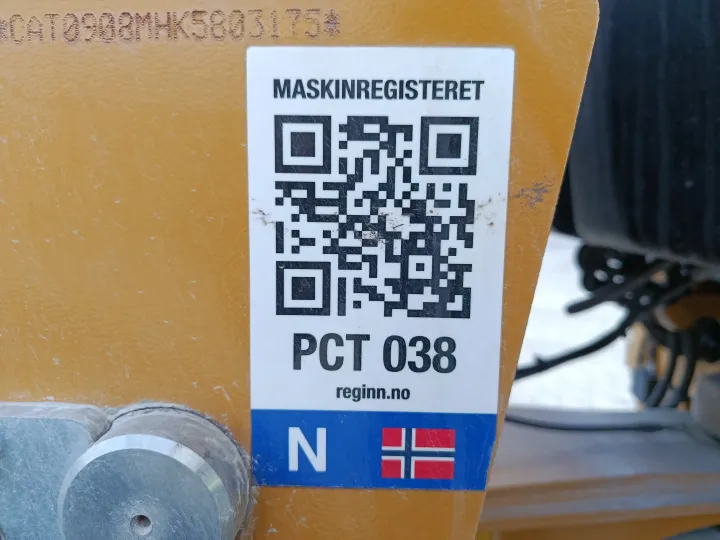 *CAT0908MHK5803175*
MASKINREGISTERET
PCT 038
reginn.no
N